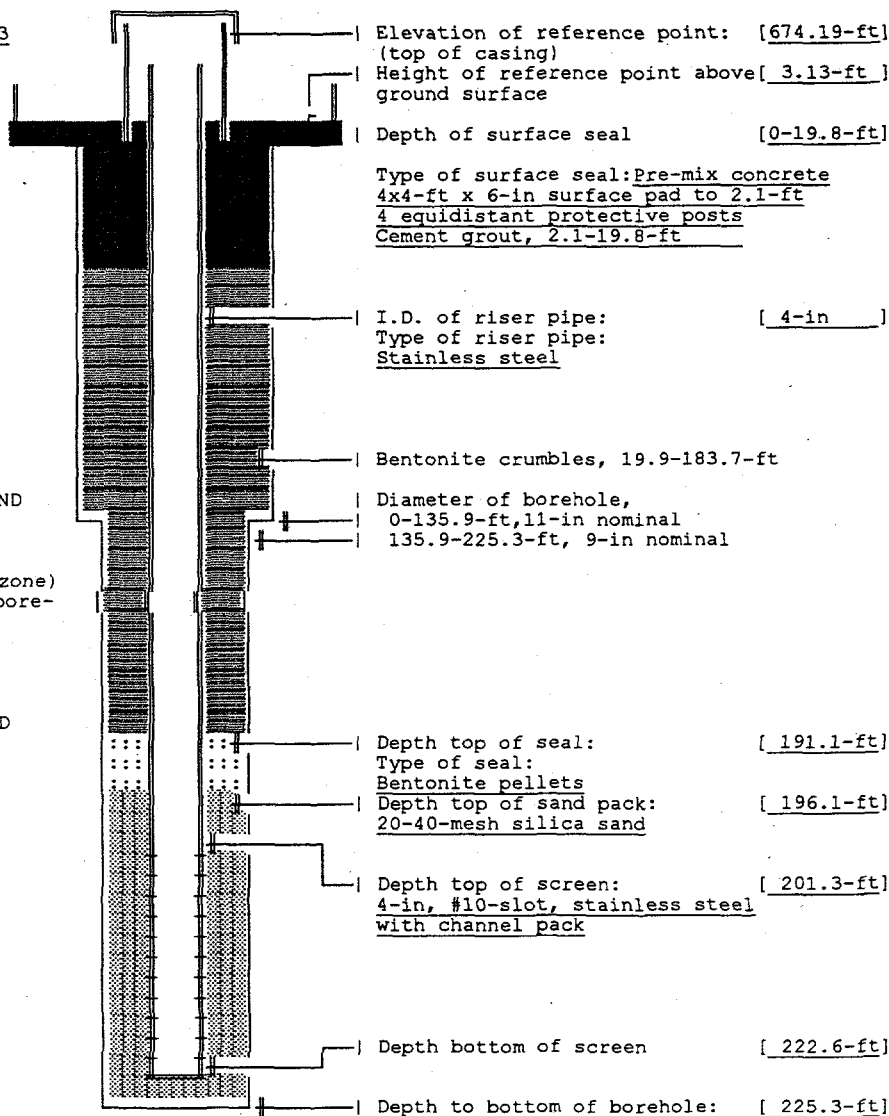 3
Elevation of reference point: [674.19-ft]
(top of casing)
Height of reference point above[ 3.13-ft ]
ground surface
Depth of surface seal [0-19.8-ft]
Type of surface seal:Pre-mix concrete
4x4-ft x 6-in surface pad to 2.1-ft
4 equidistant protective posts
Cement grout, 2.1-19.8-ft
I.D. of riser pipe: [ 4-in ]
Type of riser pipe:
Stainless steel
Bentonite crumbles, 19.9-183.7-ft
ND
Diameter of borehole,
0-135.9-ft,11-in nominal
135.9-225.3-ft, 9-in nominal
zone)
bore-
D
Depth top of seal: [ 191.1-ft]
Type of seal:
Bentonite pellets
Depth top of sand pack: [ 196.1-ft]
20-40-mesh silica sand
Depth top of screen: [ 201.3-ft]
4-in, #10-slot, stainless steel
with channel pack
Depth bottom of screen [ 222.6-ft]
Depth to bottom of borehole: [ 225.3-ft]